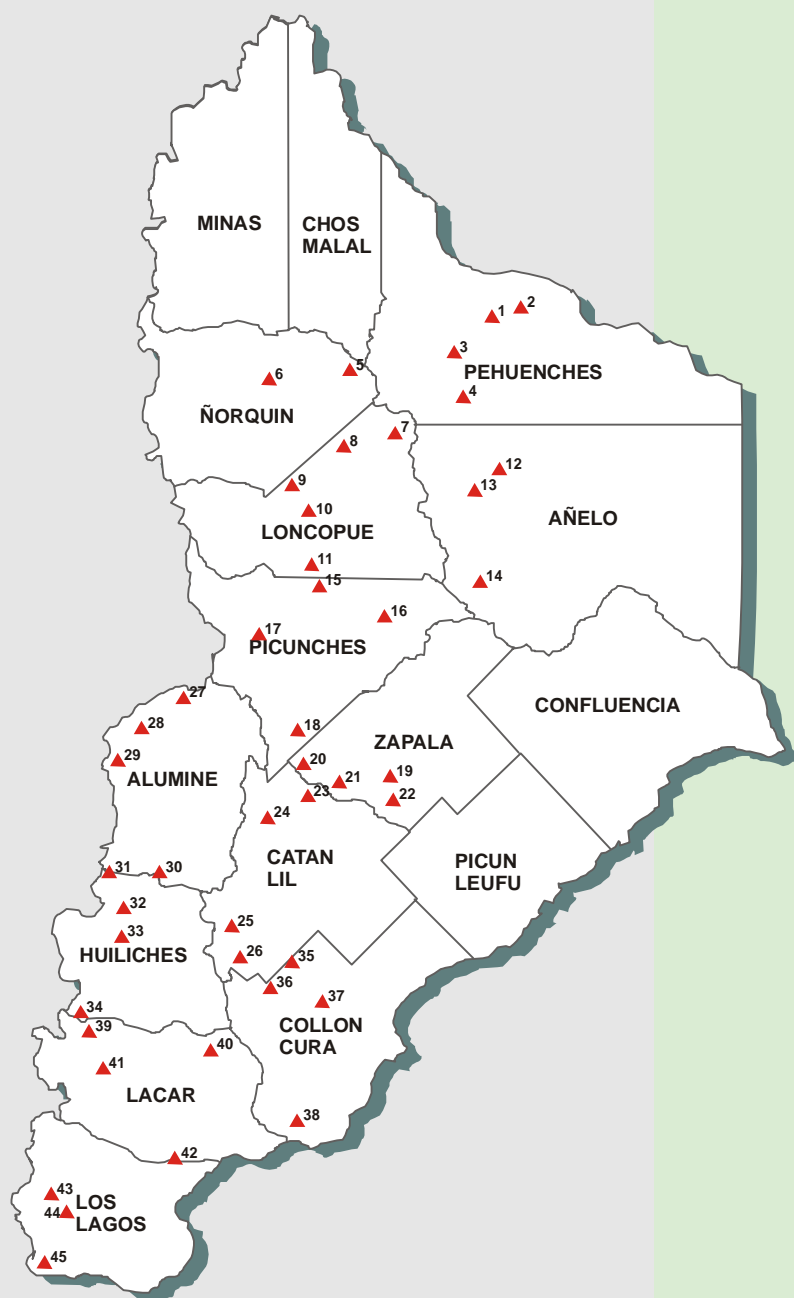 MINAS
CHOS
MALAL
2
1
3
PEHUENCHES
5
6
4
ÑORQUIN
7
8
12
9
13
10
AÑELO
LONCOPUE
11
14
15
16
17
PICUNCHES
27
CONFLUENCIA
28
18
ZAPALA
29
20
19
ALUMINE
21
23
22
24
CATAN
LIL
PICUN
LEUFU
31
30
32
25
33
HUILICHES
26
35
36
37
34
COLLON
CURA
39
40
41
LACAR
38
42
43
LOS
LAGOS
44
45